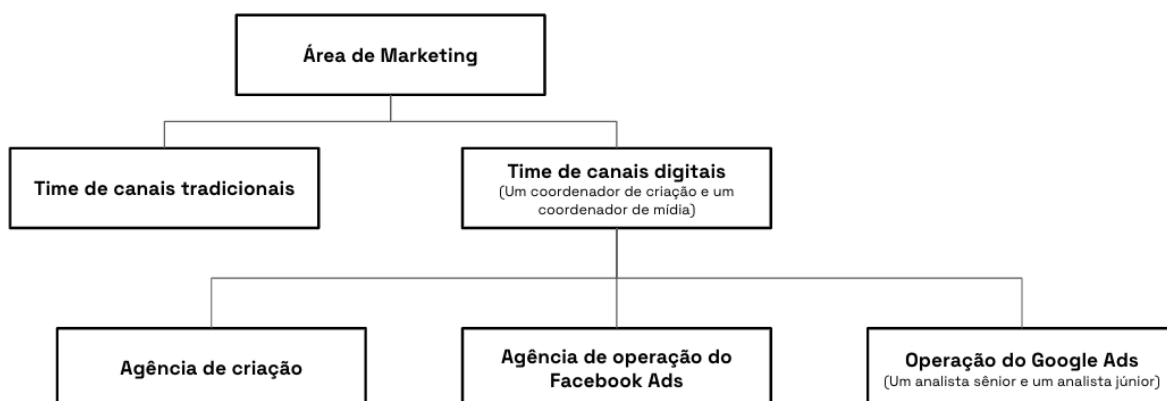 Área de Marketing
Time de canais tradicionais
Time de canais digitais
(Um coordenador de criação e um
coordenador de mídia)
Agência de criação
Agência de operação do
Facebook Ads
Operação do Google Ads
(Um analista sênior e um analista júnior)